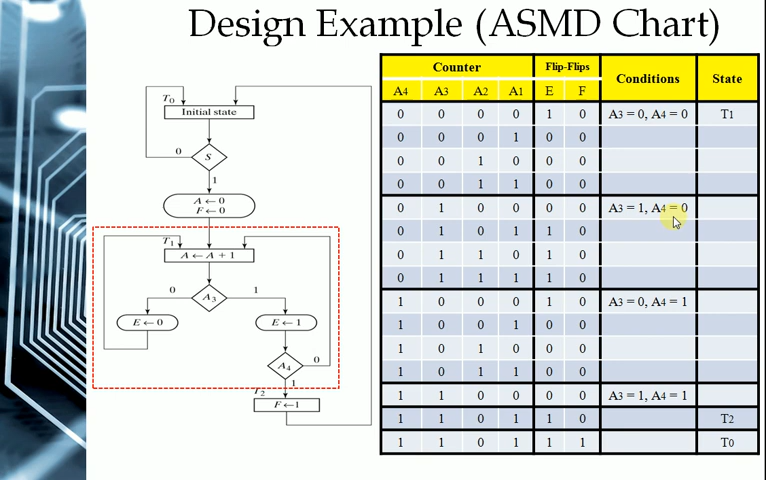 Design Example (ASMD Chart)
T0
Initial state
0
S
1
A ← 0
F ← 0
T1
A ← A + 1
0
A3
1
E ← 0
E ← 1
A4
0
1
T2
F ← 1
Counter Flip-Flips Conditions State
A4 A3 A2 A1 E F
0 0 0 0 1 0 A3 = 0, A4 = 0 T1
0 0 0 1 0 0
0 0 1 0 0 0
0 0 1 1 0 0
0 1 0 0 0 0 A3 = 1, A4 = 0
0 1 0 1 1 0
0 1 1 0 1 0
0 1 1 1 1 0
1 0 0 0 1 0 A3 = 0, A4 = 1
1 0 0 1 0 0
1 0 1 0 0 0
1 0 1 1 0 0
1 1 0 0 0 0 A3 = 1, A4 = 1
1 1 0 1 1 0 T2
1 1 0 1 1 1 T0